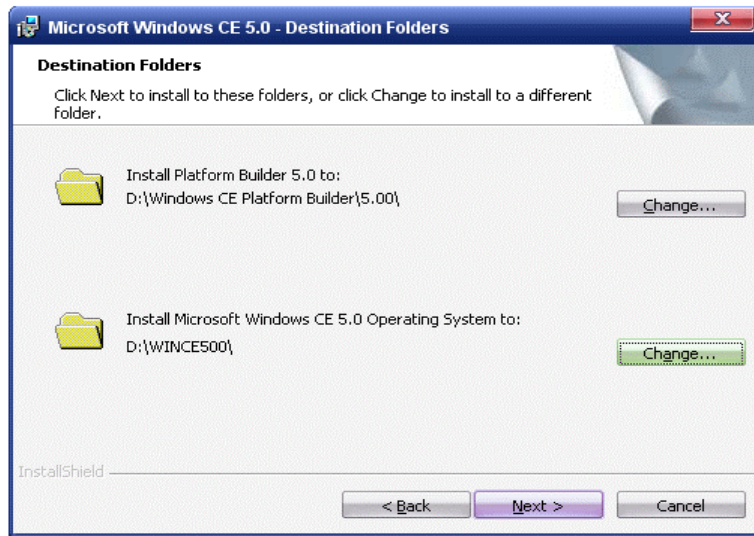 Microsoft Windows CE 5.0 - Destination Folders
Destination Folders
Click Next to install to these folders, or click Change to install to a different
folder.
Install Platform Builder 5.0 to:
D:\Windows CE Platform Builder\5.00\
Change...
Install Microsoft Windows CE 5.0 Operating System to:
D:\WINCE500\
Change...
InstallShield
< Back
Next >
Cancel